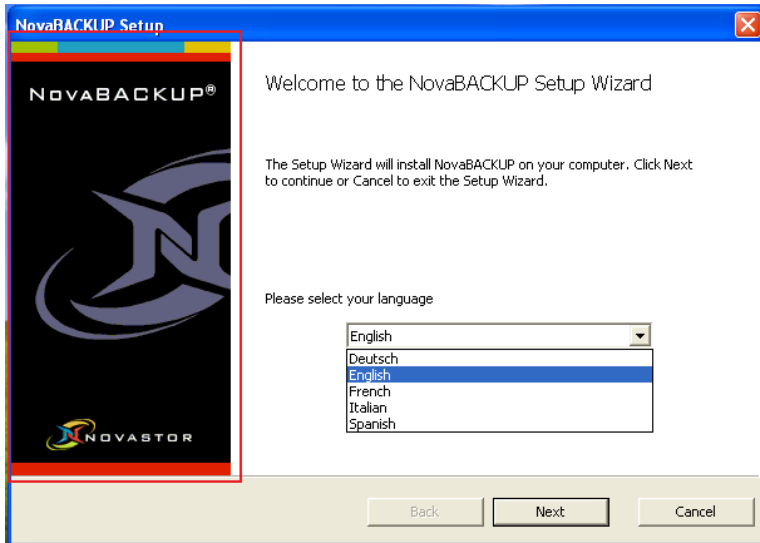 NovaBACKUP Setup
NovaBACKUP®
Welcome to the NovaBACKUP Setup Wizard
The Setup Wizard will install NovaBACKUP on your computer. Click Next
to continue or Cancel to exit the Setup Wizard.
Please select your language
English
Deutsch
English
French
Italian
Spanish
NOVASTOR
Back
Next
Cancel